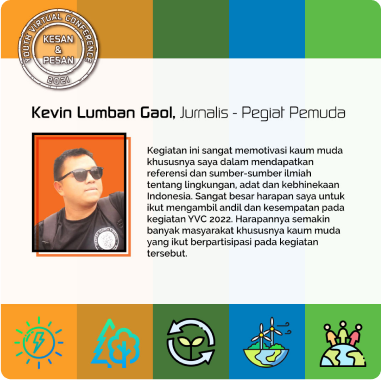 YOUTH VIRTUAL CONFERENCE
KESAN
&
PESAN
2021
Kevin Lumban Gaol, Jurnalis - Pegiat Pemuda
Kegiatan ini sangat memotivasi kaum muda
khususnya saya dalam mendapatkan
referensi dan sumber-sumber ilmiah
tentang lingkungan, adat dan kebhinekaan
Indonesia. Sangat besar harapan saya untuk
ikut mengambil andil dan kesempatan pada
kegiatan YVC 2022. Harapannya semakin
banyak masyarakat khususnya kaum muda
yang ikut berpartisipasi pada kegiatan
tersebut.